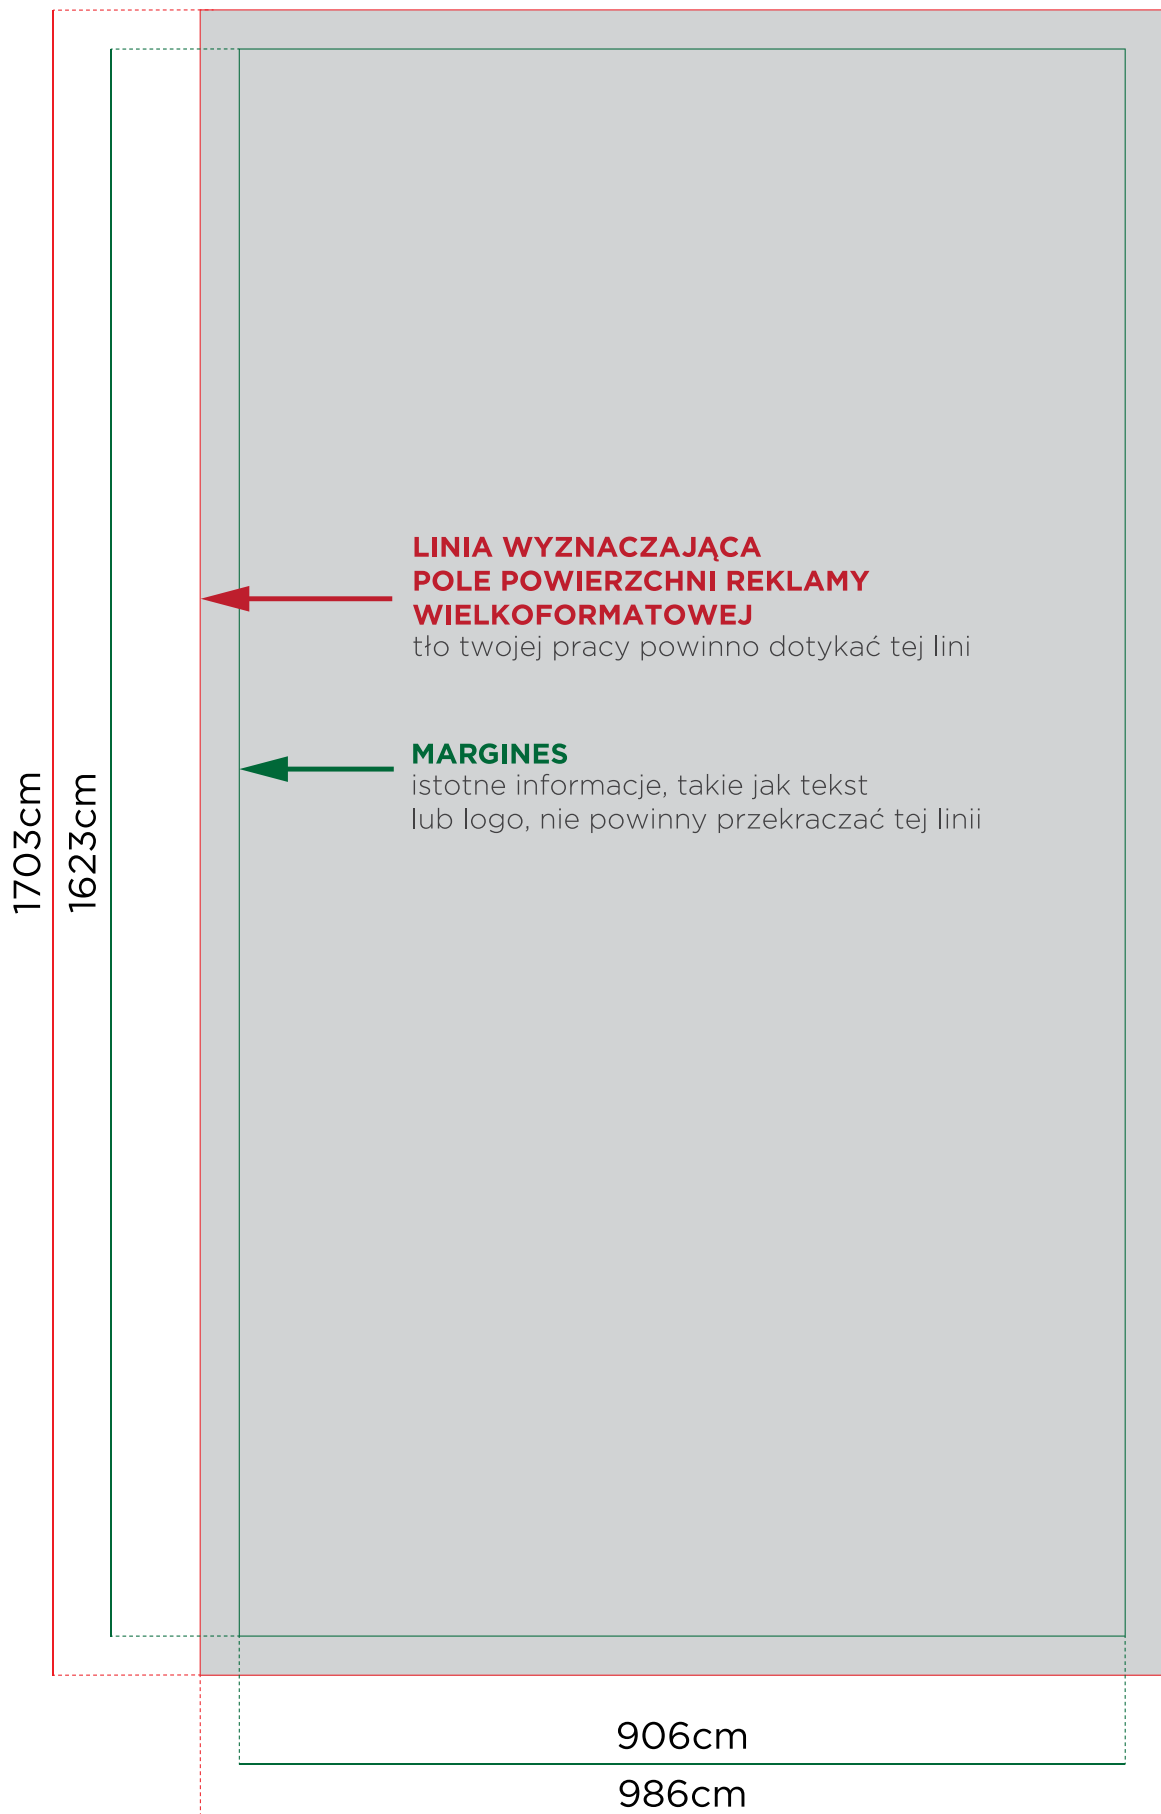 LINIA WYZNACZAJĄCA
POLE POWIERZCHNI REKLAMY
WIELKOFORMATOWEJ
tło twojej pracy powinno dotykać tej lini
MARGINES
istotne informacje, takie jak tekst
lub logo, nie powinny przekraczać tej linii
1703cm
1623cm
906cm
986cm